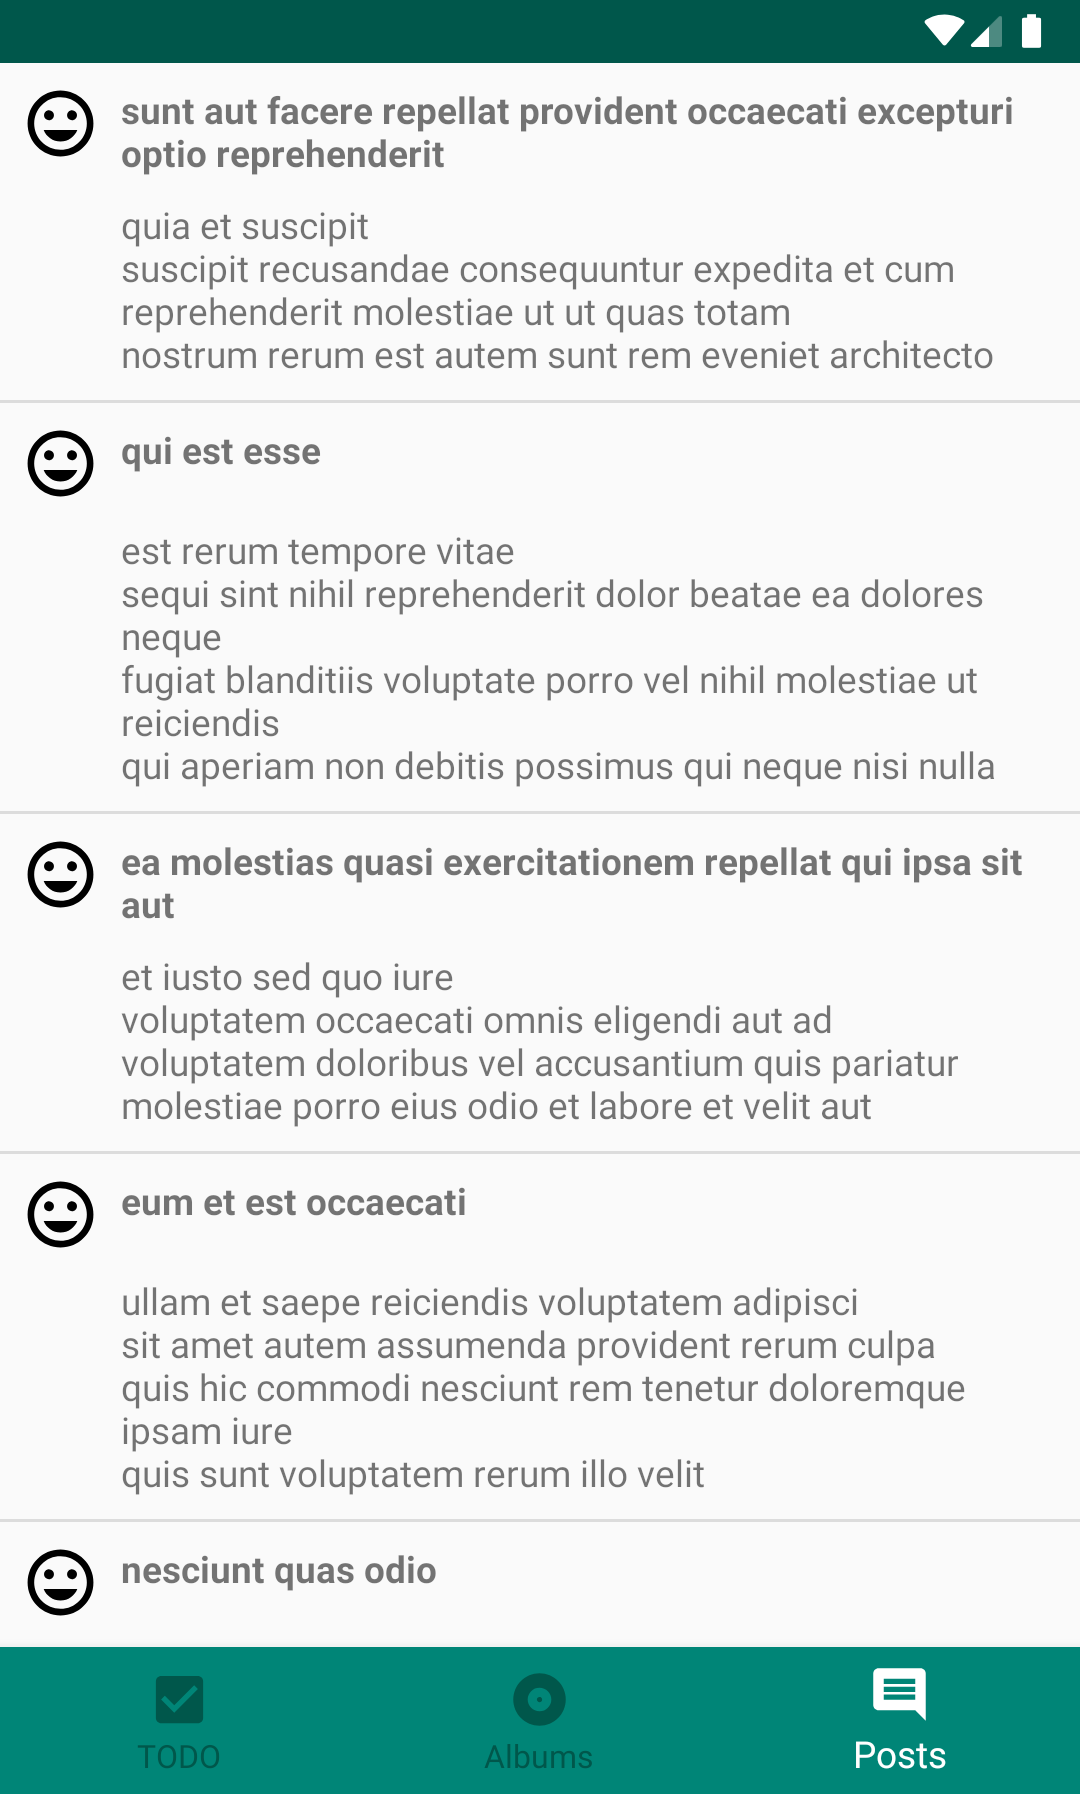 sunt aut facere repellat provident occaecati excepturi
optio reprehenderit
quia et suscipit
suscipit recusandae consequuntur expedita et cum
reprehenderit molestiae ut ut quas totam
nostrum rerum est autem sunt rem eveniet architecto
qui est esse
est rerum tempore vitae
sequi sint nihil reprehenderit dolor beatae ea dolores
neque
fugiat blanditiis voluptate porro vel nihil molestiae ut
reiciendis
qui aperiam non debitis possimus qui neque nisi nulla
ea molestias quasi exercitationem repellat qui ipsa sit
aut
et iusto sed quo iure
voluptatem occaecati omnis eligendi aut ad
voluptatem doloribus vel accusantium quis pariatur
molestiae porro eius odio et labore et velit aut
eum et est occaecati
ullam et saepe reiciendis voluptatem adipisci
sit amet autem assumenda provident rerum culpa
quis hic commodi nesciunt rem tenetur doloremque
ipsam iure
quis sunt voluptatem rerum illo velit
nesciunt quas odio
TODO
Albums
Posts